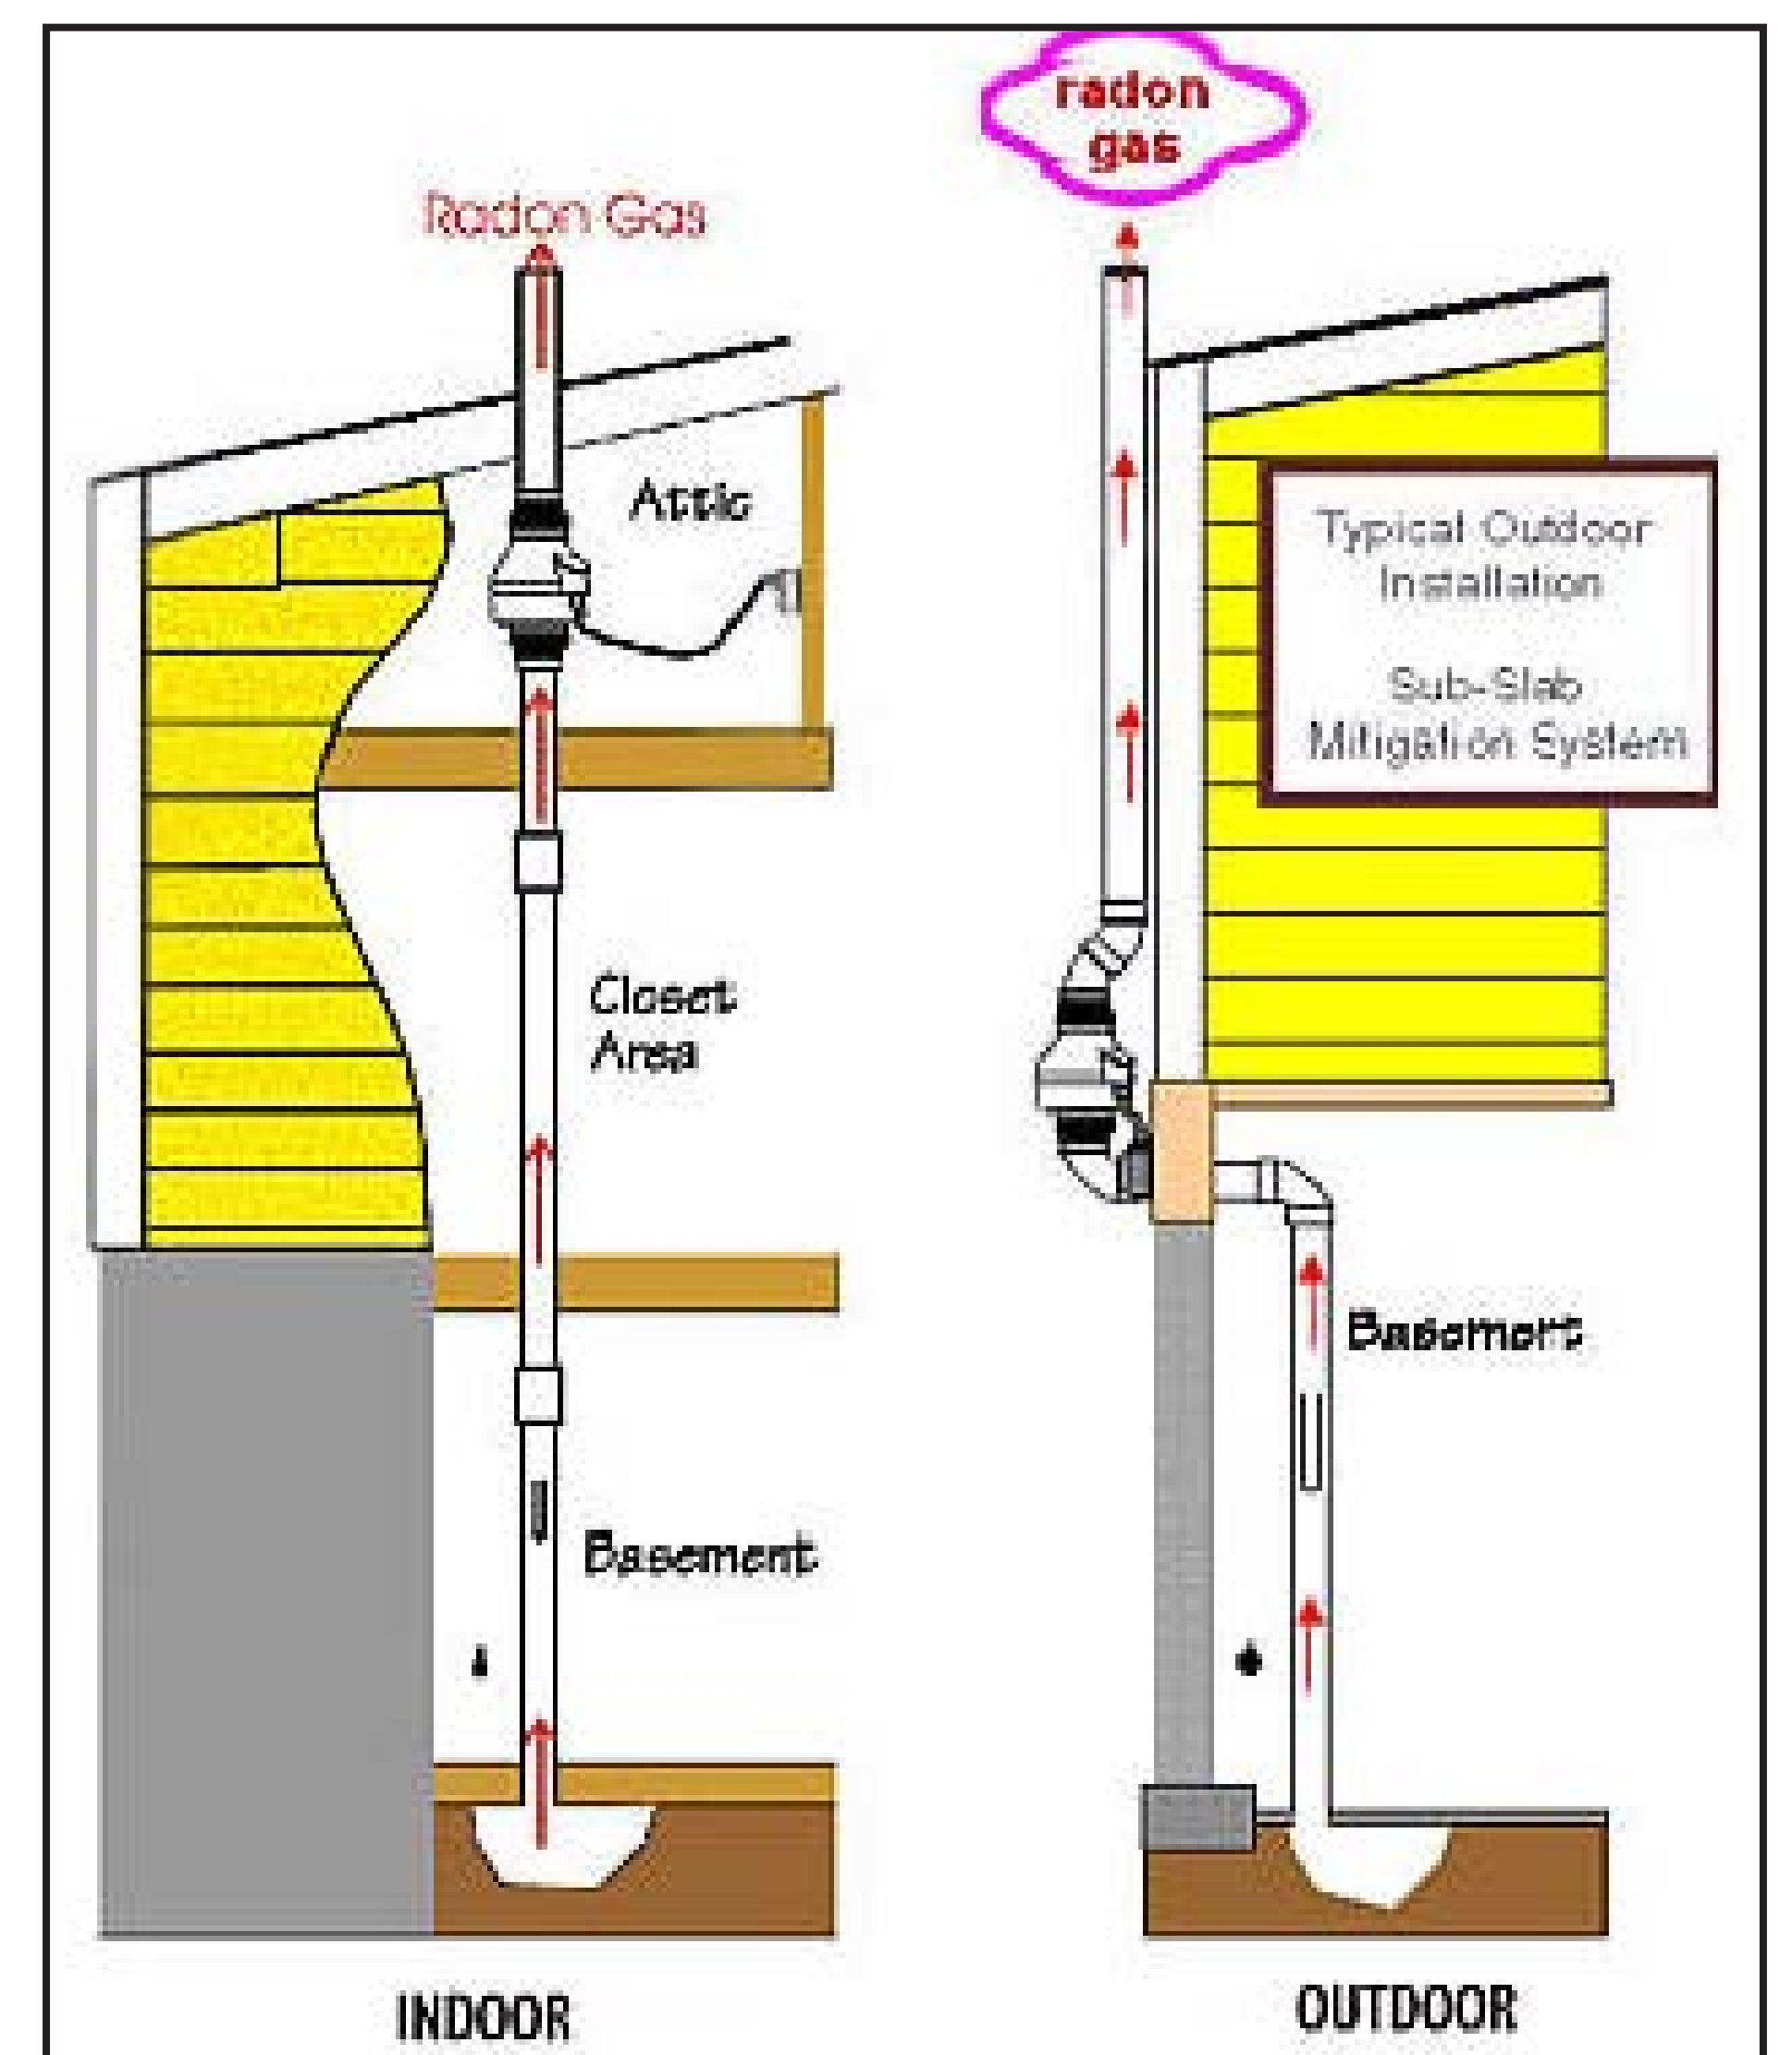 radon
gas
Radon Gas
Attic
Typical Outdoor
Installation
Sub-Slab
Mitigation System
Closet
Area
Basement
Basement
INDOOR
OUTDOOR